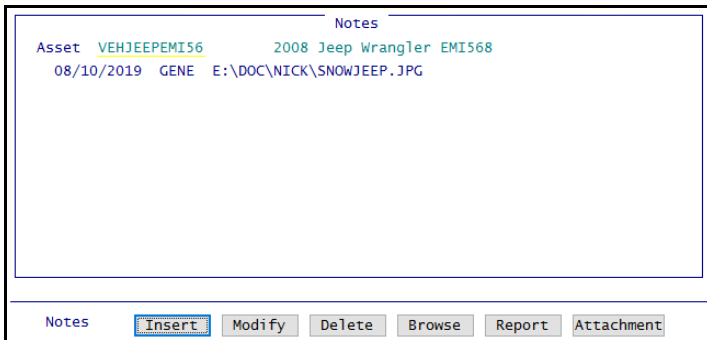 Notes
Asset VEHJEEPEMI56 2008 Jeep Wrangler EMI568
08/10/2019 GENE E:\DOC\NICK\SNOWJEEP.JPG
Notes Insert Modify Delete Browse Report Attachment